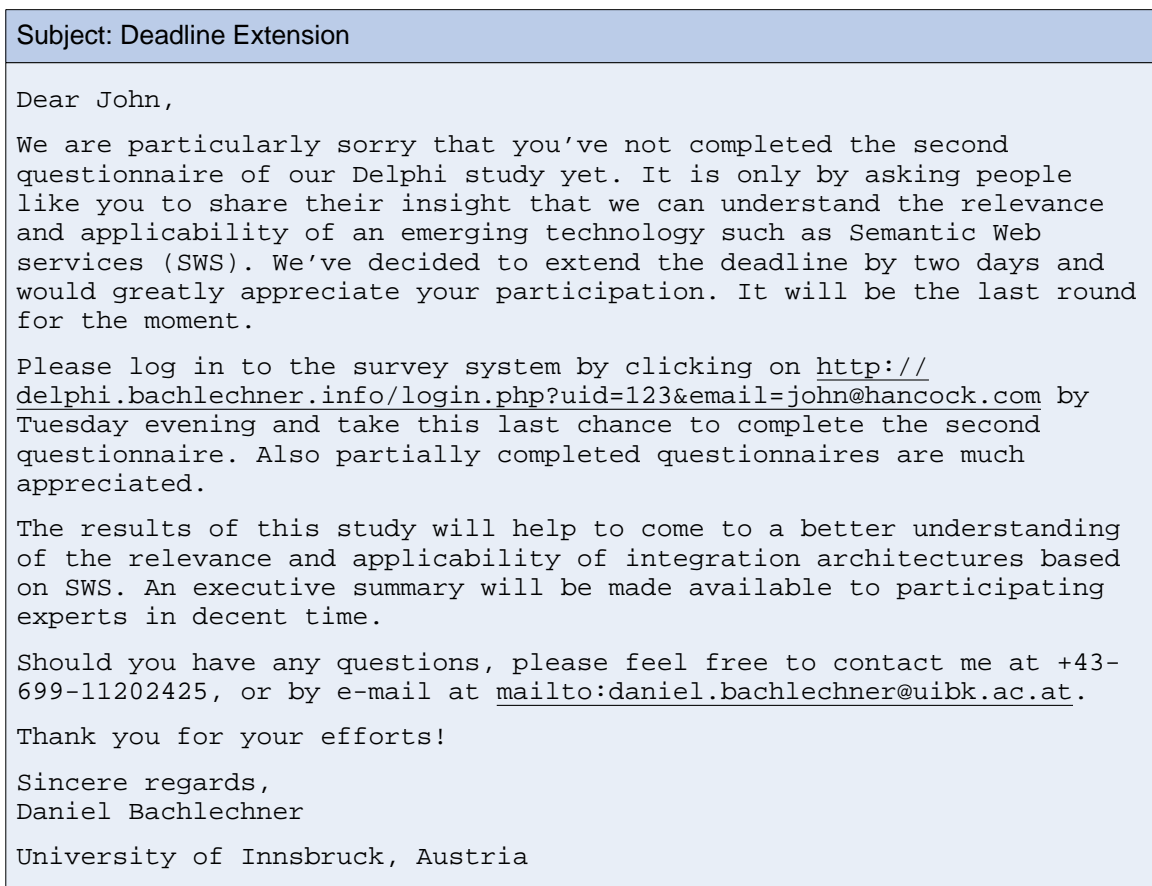 Subject: Deadline Extension
Dear John,
We are particularly sorry that you’ve not completed the second
questionnaire of our Delphi study yet. It is only by asking people
like you to share their insight that we can understand the relevance
and applicability of an emerging technology such as Semantic Web
services (SWS). We’ve decided to extend the deadline by two days and
would greatly appreciate your participation. It will be the last round
for the moment.
Please log in to the survey system by clicking on http://
delphi.bachlechner.info/login.php?uid=123&email=john@hancock.com by
Tuesday evening and take this last chance to complete the second
questionnaire. Also partially completed questionnaires are much
appreciated.
The results of this study will help to come to a better understanding
of the relevance and applicability of integration architectures based
on SWS. An executive summary will be made available to participating
experts in decent time.
Should you have any questions, please feel free to contact me at +43-
699-11202425, or by e-mail at mailto:daniel.bachlechner@uibk.ac.at.
Thank you for your efforts!
Sincere regards,
Daniel Bachlechner
University of Innsbruck, Austria